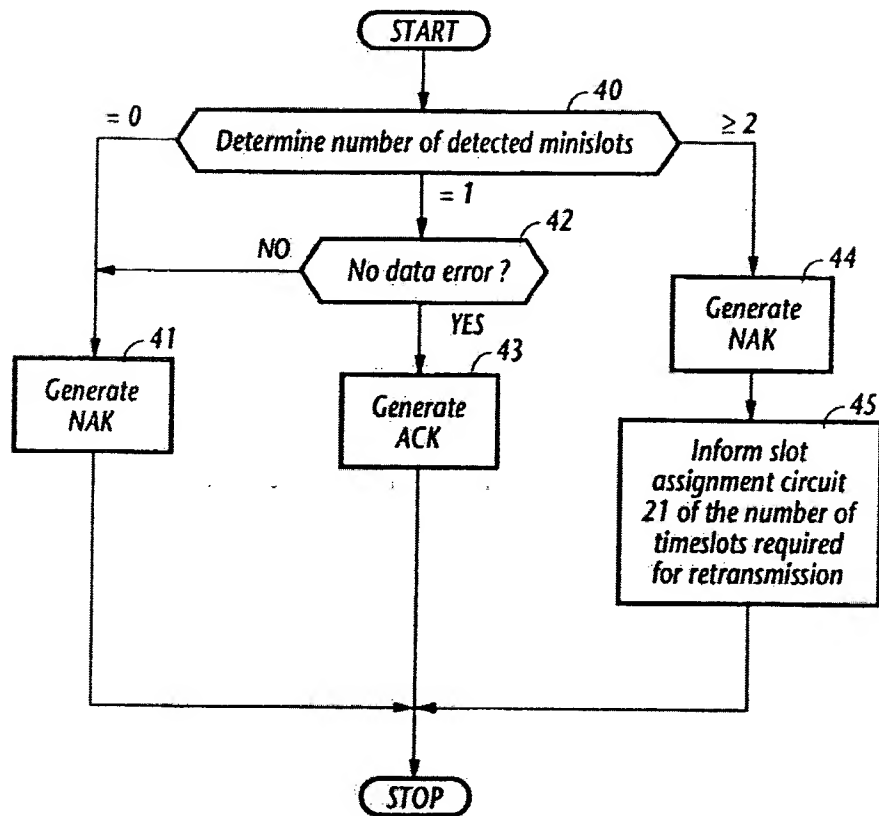 START
40
= 0
Determine number of detected minislots
≥ 2
= 1
42
NO
No data error ?
44
Generate
NAK
YES
41
Generate
NAK
43
Generate
ACK
45
Inform slot
assignment circuit
21 of the number of
timeslots required
for retransmission
STOP